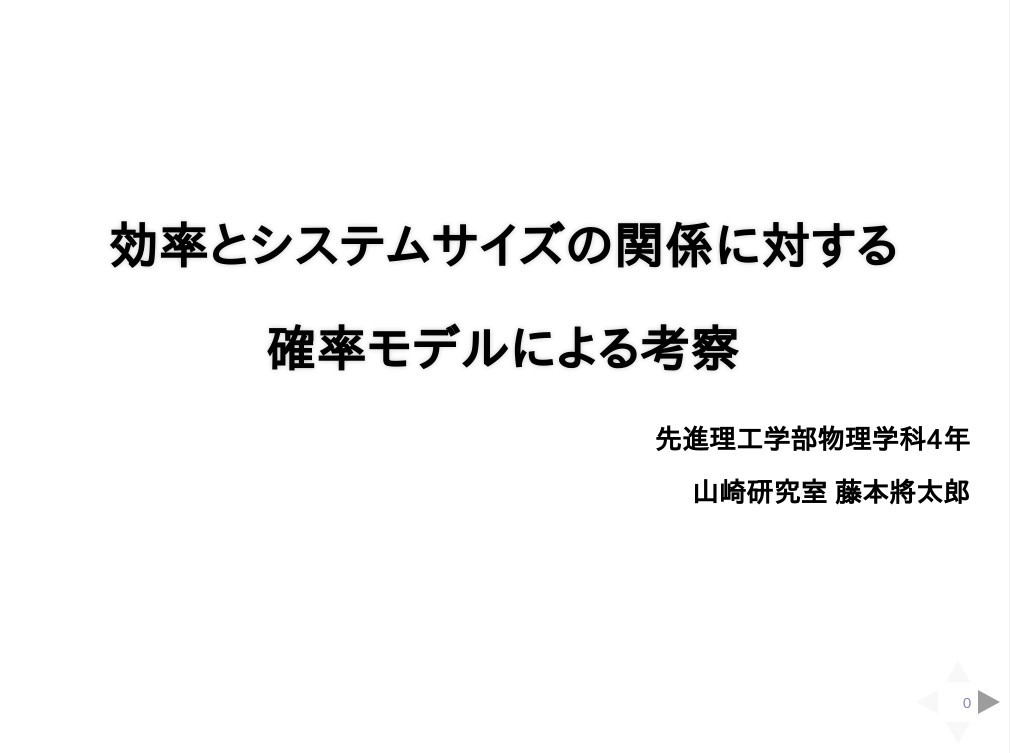 効率とシステムサイズの関係に対する
確率モデルによる考察
先進理工学部物理学科4年
山崎研究室 藤本將太郎
0